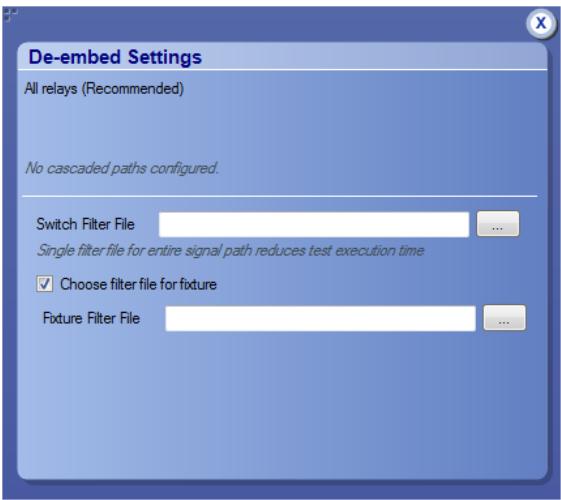 X
De-embed Settings
All relays (Recommended)
No cascaded paths configured.
Switch Filter File ...
Single filter file for entire signal path reduces test execution time
Choose filter file for fixture
Fixture Filter File ...